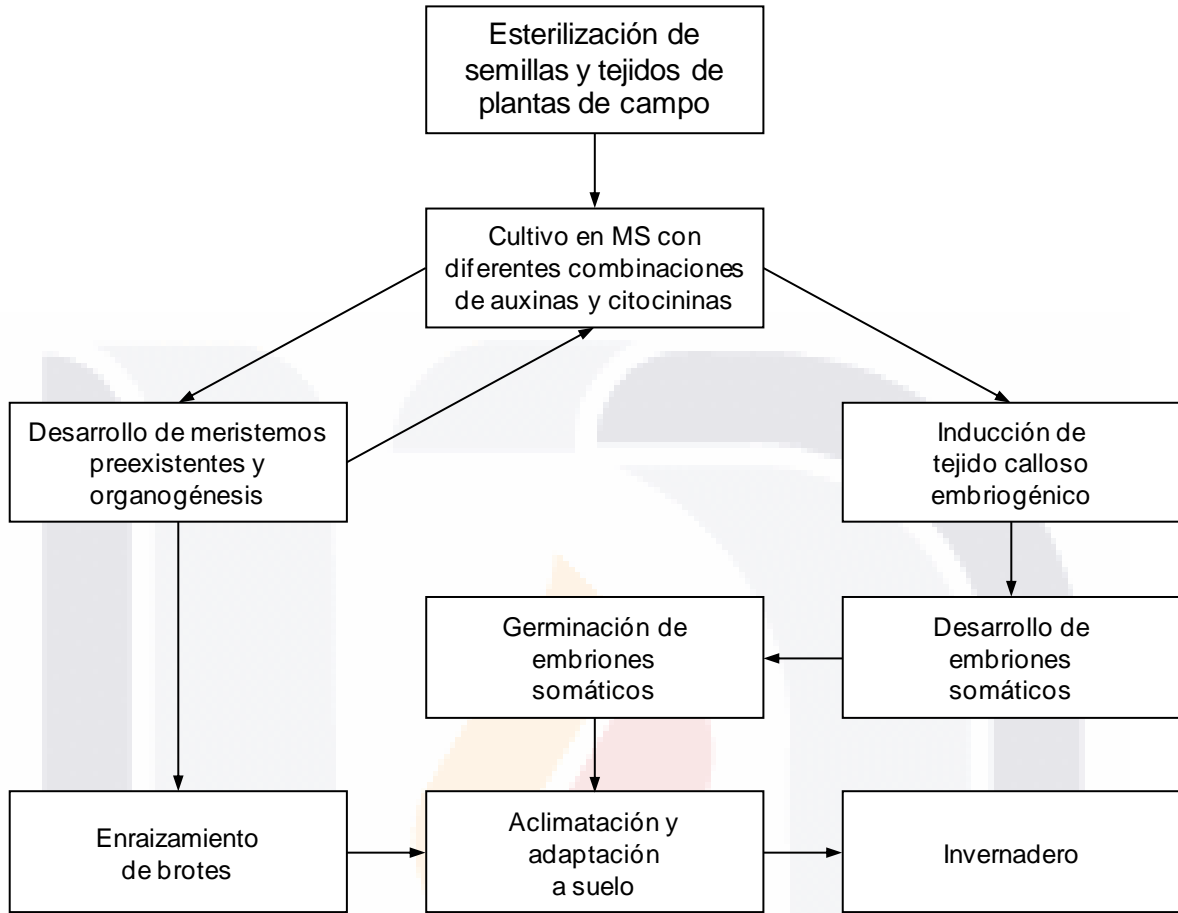 Esterilización de
semillas y tejidos de
plantas de campo
Cultivo en MS con
diferentes combinaciones
de auxinas y citocininas
Desarrollo de meristemos
preexistentes y
organogénesis
Inducción de
tejido calloso
embriogénico
Germinación de
embriones
somáticos
Desarrollo de
embriones
somáticos
Enraizamiento
de brotes
Aclimatación y
adaptación
a suelo
Invernadero